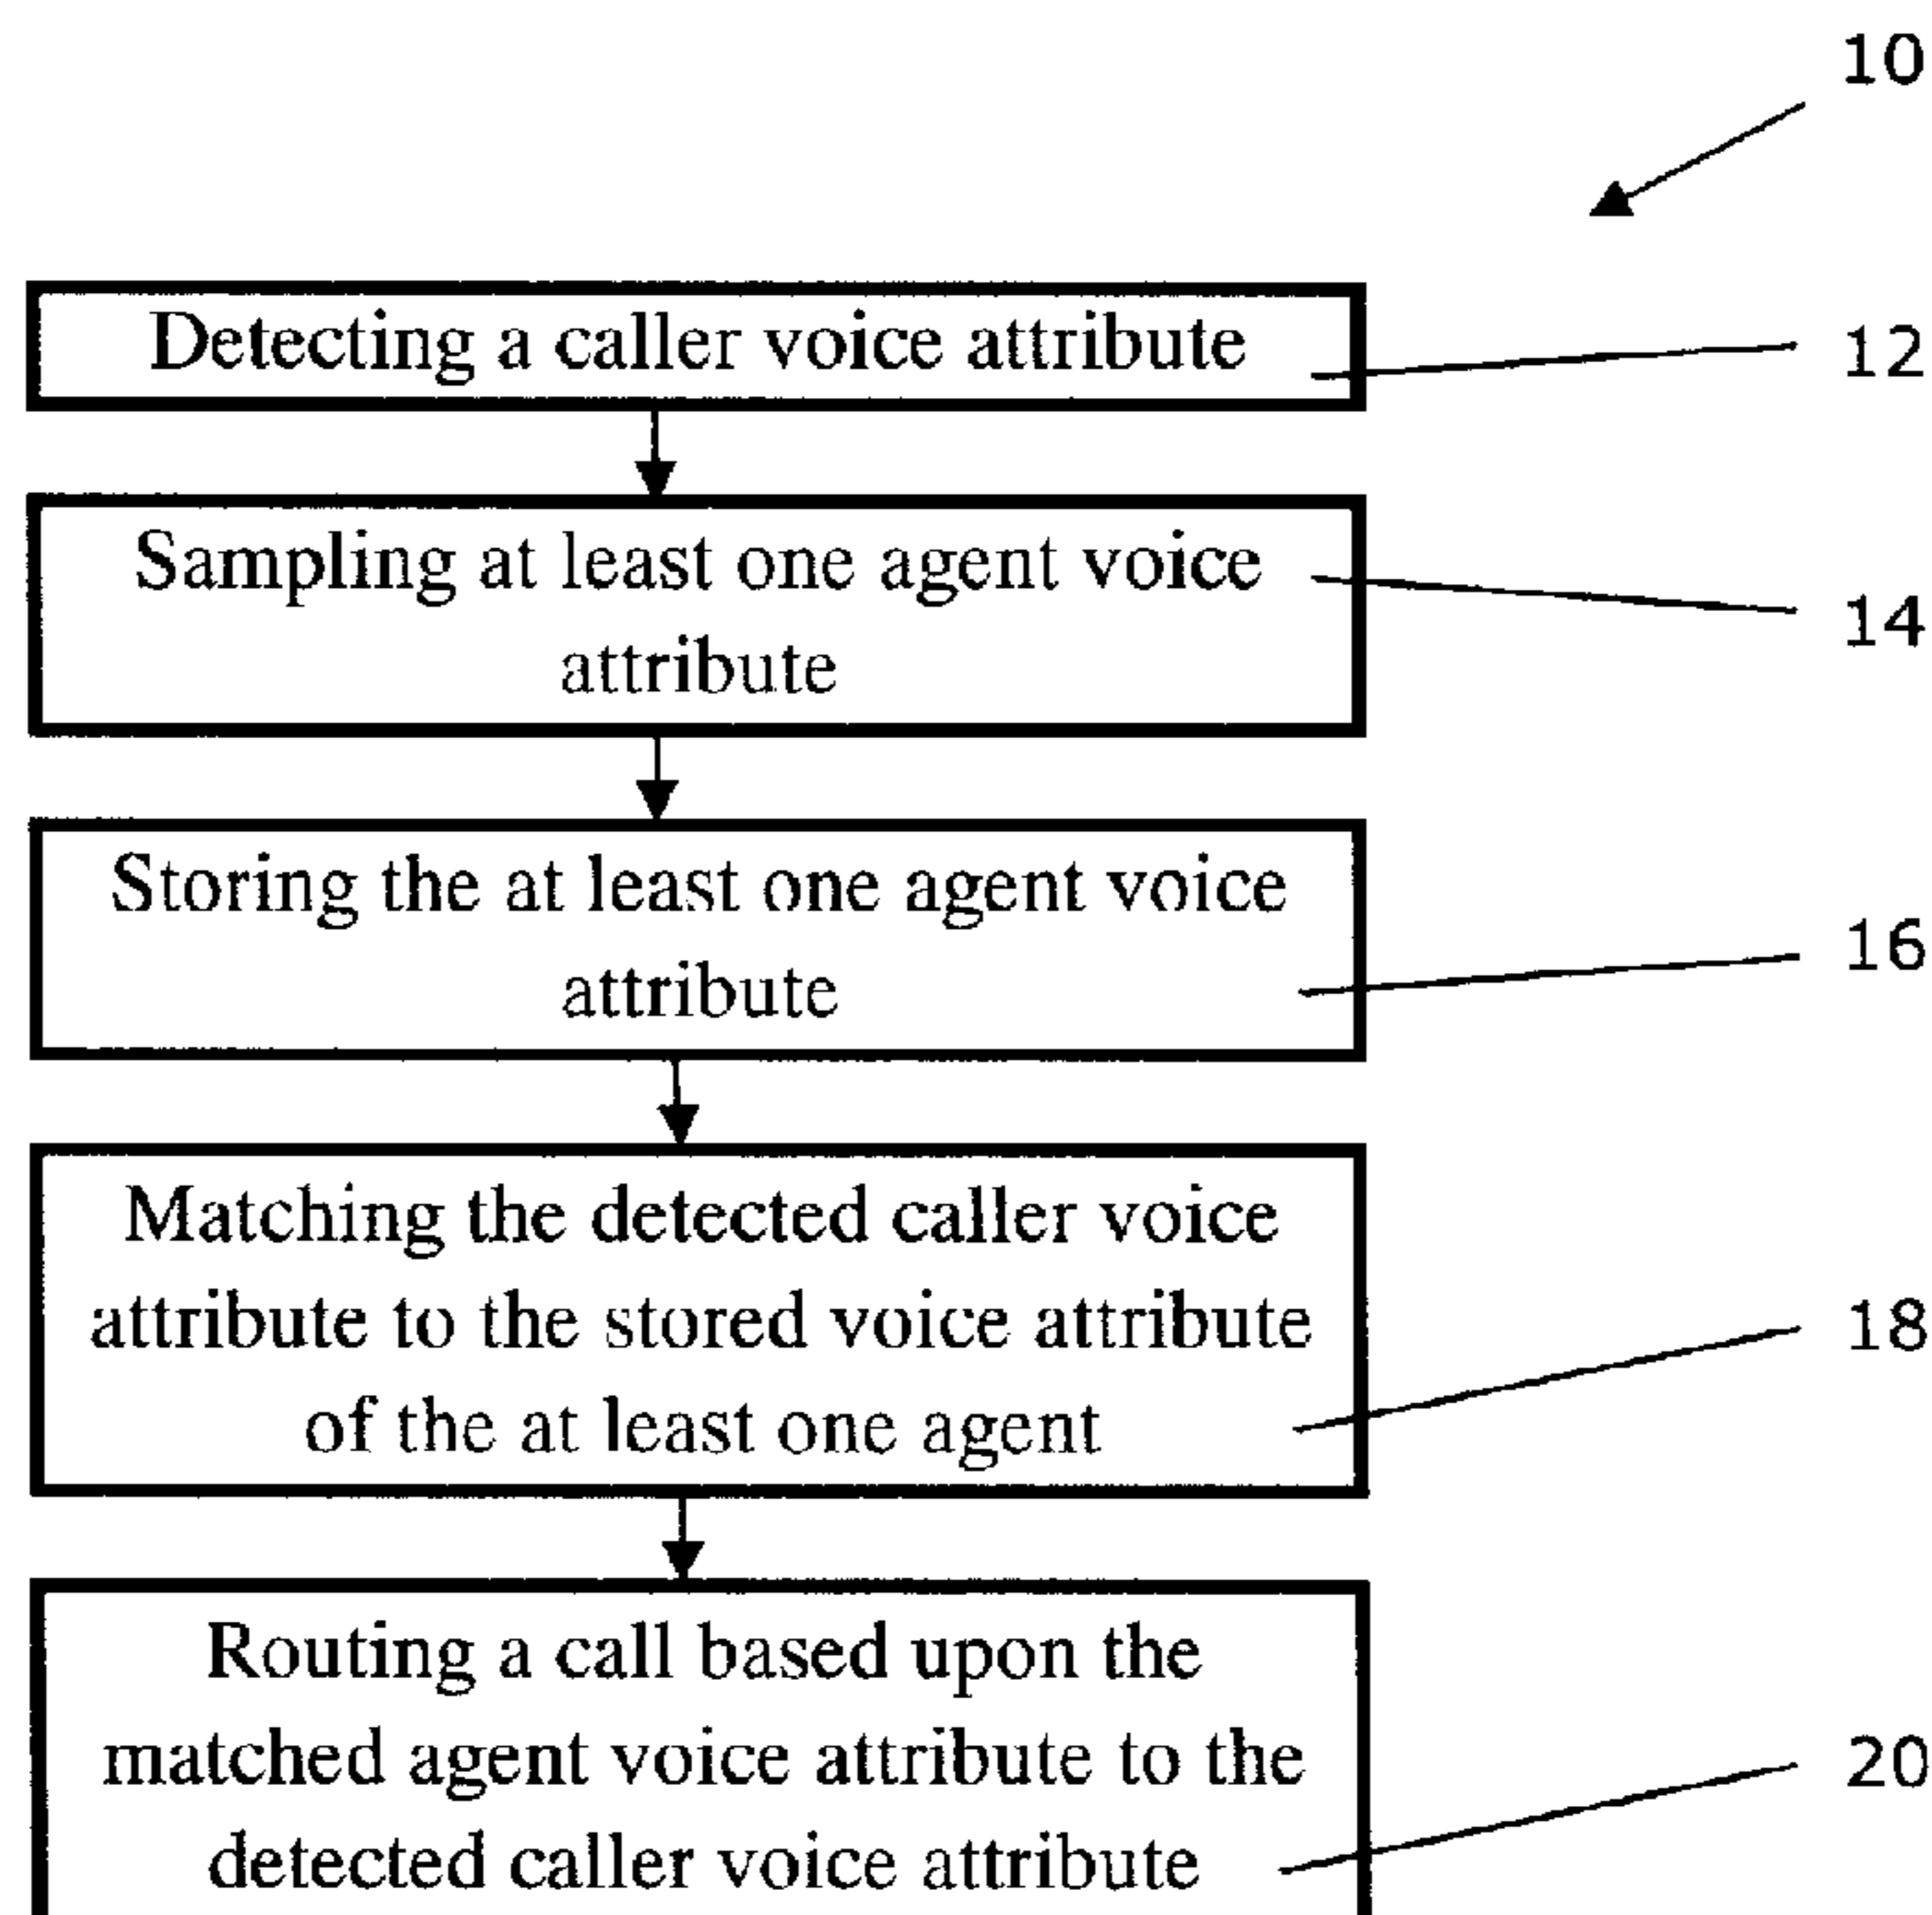 10
Detecting a caller voice attribute
12
Sampling at least one agent voice
attribute
14
Storing the at least one agent voice
attribute
16
Matching the detected caller voice
attribute to the stored voice attribute
of the at least one agent
18
Routing a call based upon the
matched agent voice attribute to the
detected caller voice attribute
20